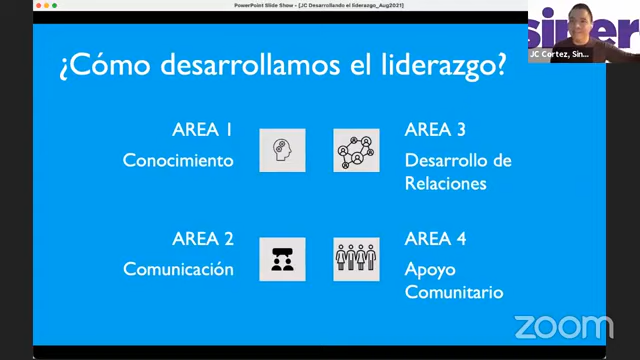 PowerPoint Slide Show - [JC Desarrollando el liderazgo_Aug2021]
siner
JC Cortez, Sin...
¿Cómo desarrollamos el liderazgo?
AREA 1
Conocimiento
AREA 3
Desarrollo de
Relaciones
AREA 2
Comunicación
AREA 4
Apoyo
Comunitario
zoom